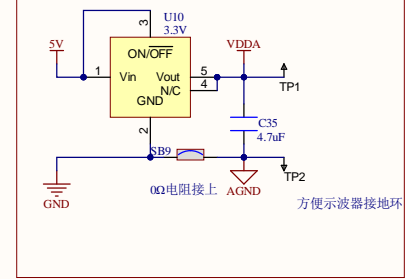 U10
3.3V
5V
3
VDDA
ON/OFF
1
Vin
Vout
5
N/C
4
GND
TP1
2
C35
4.7uF
SB9
TP2
GND
0Ω电阻接上
AGND
方便示波器接地环